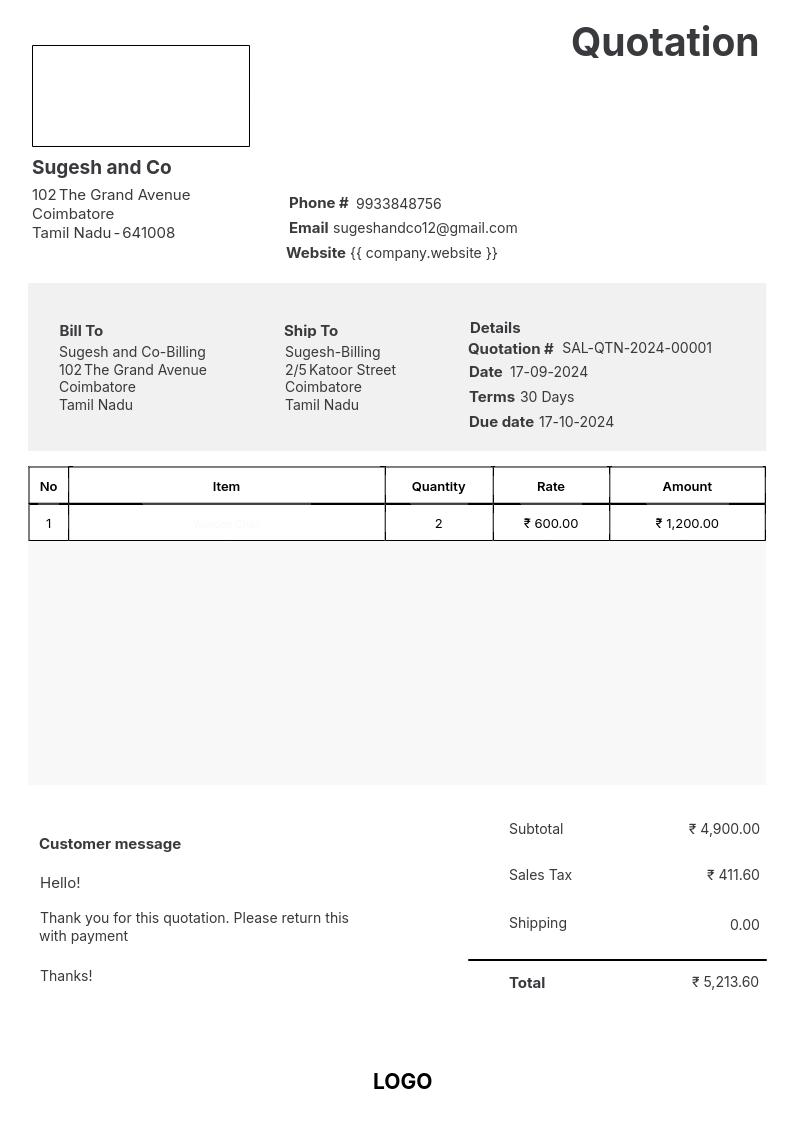 Quotation
Sugesh and Co
102 The Grand Avenue
Coimbatore
Tamil Nadu - 641008
Phone # 9933848756
Email sugeshandco12@gmail.com
Website {{ company.website }}
Bill To
Sugesh and Co-Billing
102 The Grand Avenue
Coimbatore
Tamil Nadu
Ship To
Sugesh-Billing
2/5 Katoor Street
Coimbatore
Tamil Nadu
Details
Quotation # SAL-QTN-2024-00001
Date 17-09-2024
Terms 30 Days
Due date 17-10-2024
No Item Quantity Rate Amount
1 2 ₹ 600.00 ₹ 1,200.00
Subtotal ₹ 4,900.00
Sales Tax ₹ 411.60
Shipping 0.00
Total ₹ 5,213.60
Customer message
Hello!
Thank you for this quotation. Please return this
with payment
Thanks!
LOGO